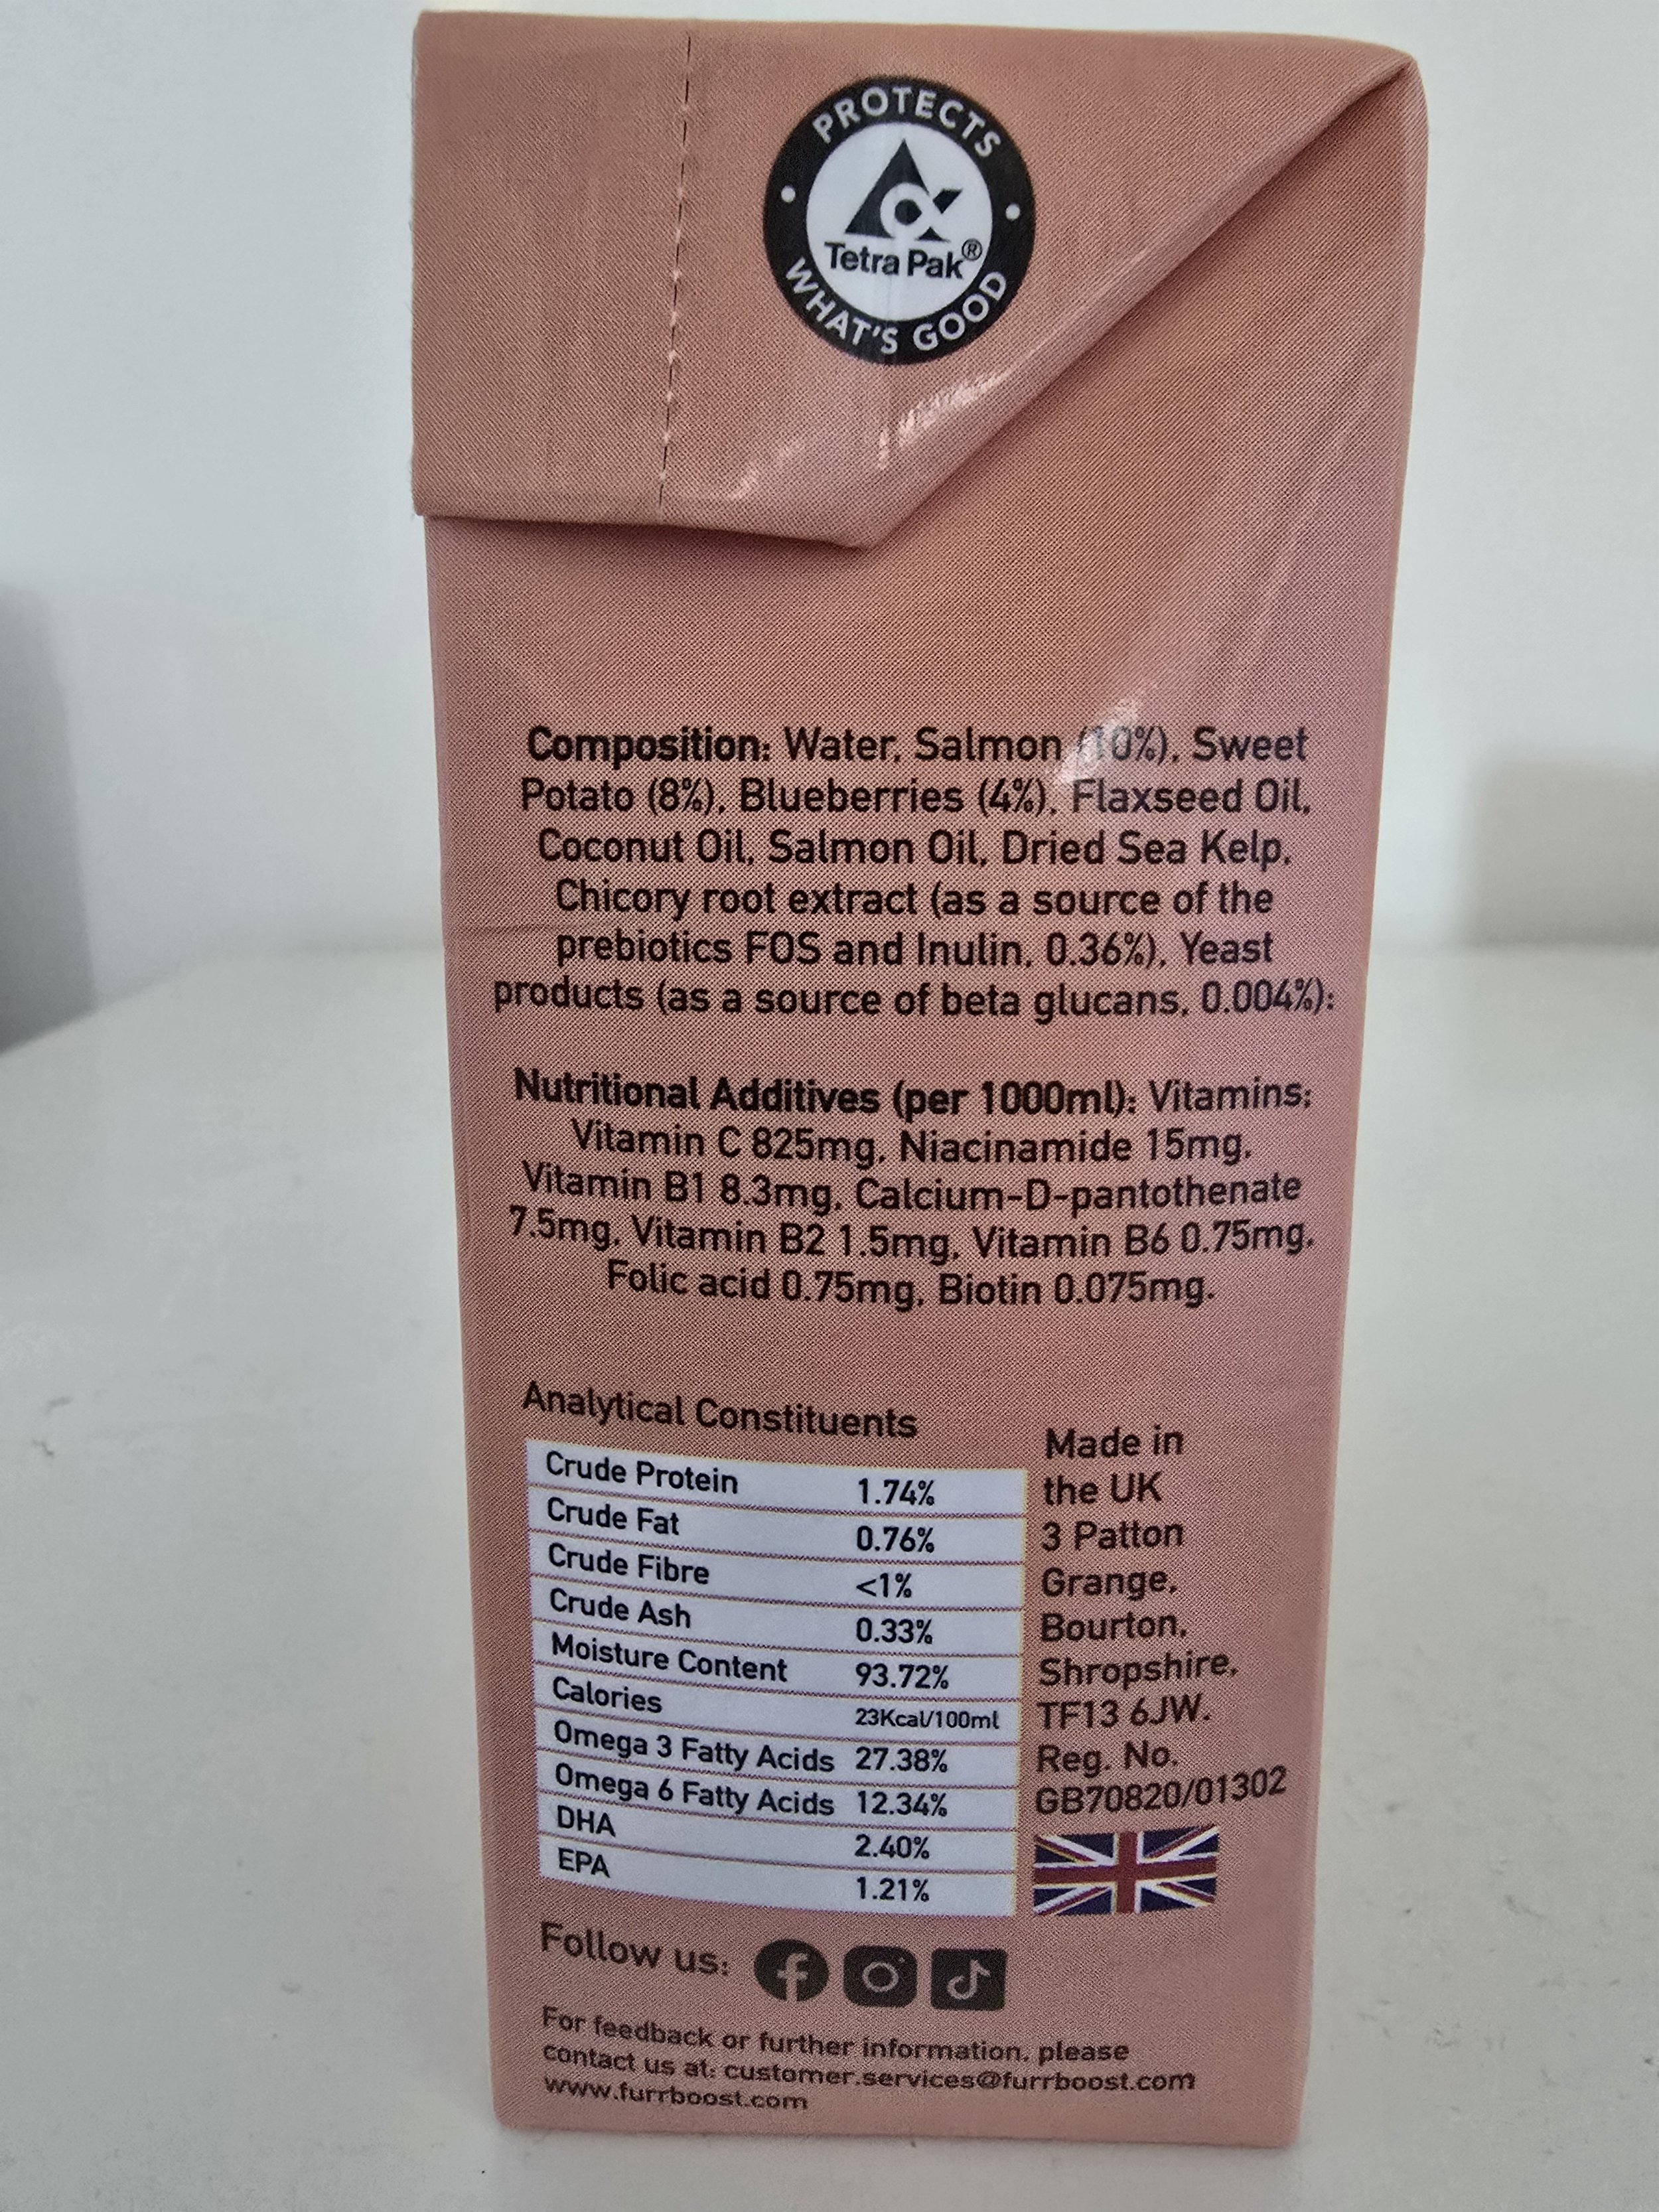 PROTECTS
Tetra Pak®
WHAT'S GOOD
Composition: Water, Salmon (10%), Sweet
Potato (8%), Blueberries (4%), Flaxseed Oil,
Coconut Oil, Salmon Oil, Dried Sea Kelp,
Chicory root extract (as a source of the
prebiotics FOS and Inulin, 0.36%), Yeast
products (as a source of beta glucans, 0.004%):
Nutritional Additives (per 1000ml): Vitamins:
Vitamin C 825mg, Niacinamide 15mg,
Vitamin B1 8.3mg, Calcium-D-pantothenate
7.5mg, Vitamin B2 1.5mg, Vitamin B6 0.75mg,
Folic acid 0.75mg, Biotin 0.075mg.
Analytical Constituents
Crude Protein 1.74%
Crude Fat 0.76%
Crude Fibre <1%
Crude Ash 0.33%
Moisture Content 93.72%
Calories 23Kcal/100ml
Omega 3 Fatty Acids 27.38%
Omega 6 Fatty Acids 12.34%
DHA 2.40%
EPA 1.21%
Made in
the UK
3 Patton
Grange,
Bourton,
Shropshire,
TF13 6JW.
Reg. No.
GB70820/01302
Follow us:
For feedback or further information, please
contact us at: customer.services@furrboost.com
www.furrboost.com